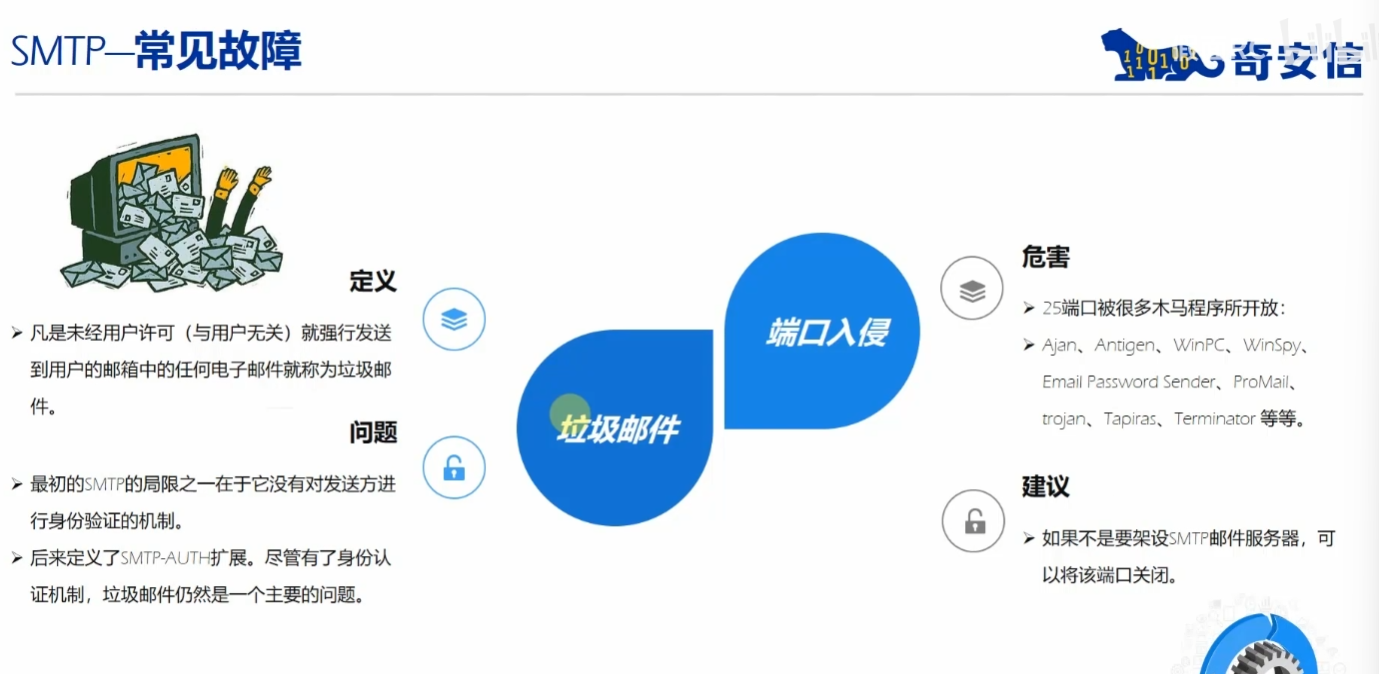 SMTP—常见故障
奇安信
定义
凡是未经用户许可（与用户无关）就强行发送
到用户的邮箱中的任何电子邮件就称为垃圾邮
件。
问题
最初的SMTP的局限之一在于它没有对发送方进
行身份验证的机制。
后来定义了SMTP-AUTH扩展。尽管有了身份认
证机制，垃圾邮件仍然是一个主要的问题。
垃圾邮件
端口入侵
危害
25端口被很多木马程序所开放：
Ajan、Antigen、WinPC、WinSpy、
Email Password Sender、ProMail、
trojan、Tapiras、Terminator 等等。
建议
如果不是要架设SMTP邮件服务器，可
以将该端口关闭。